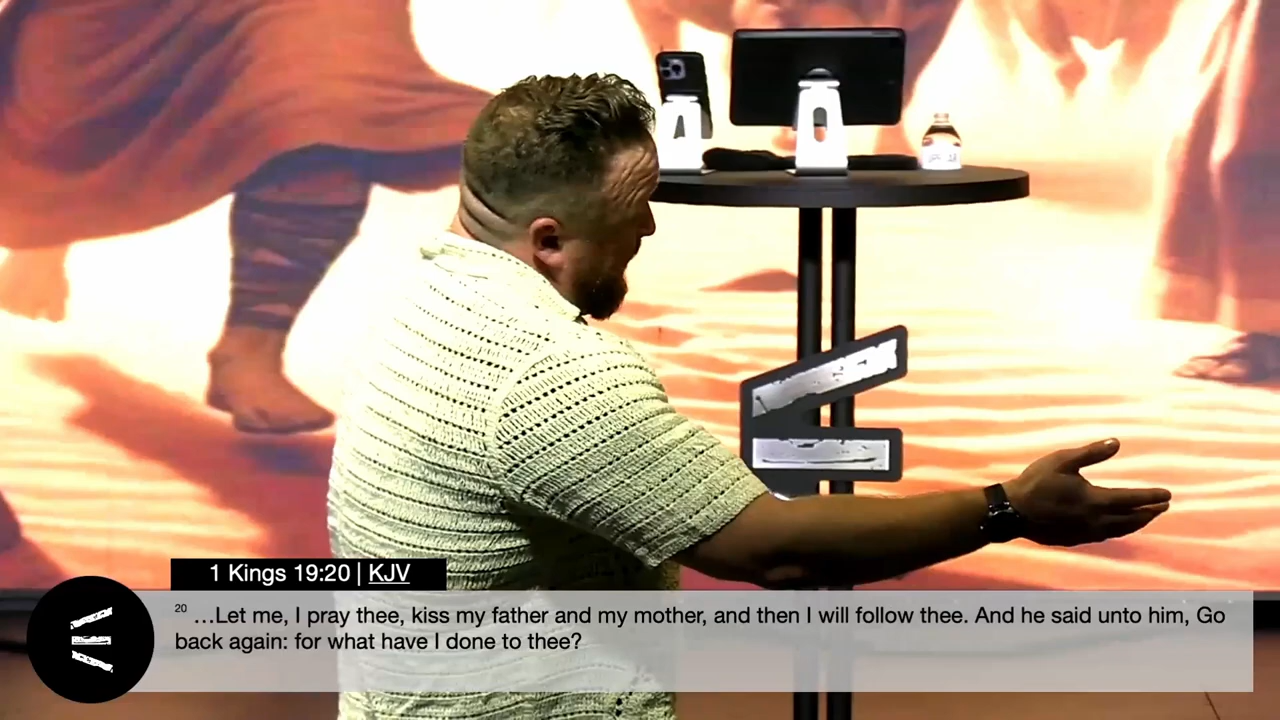 1 Kings 19:20 | KJV
20 …Let me, I pray thee, kiss my father and my mother, and then I will follow thee. And he said unto him, Go
back again: for what have I done to thee?